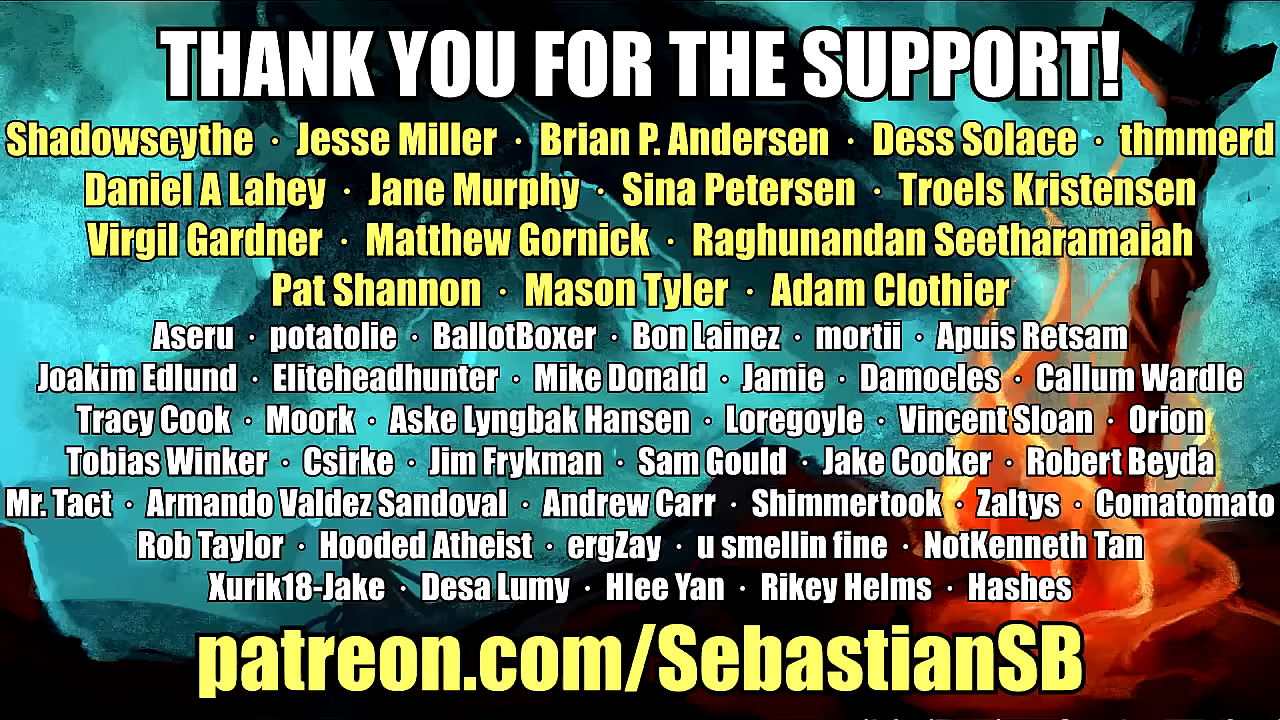 THANK YOU FOR THE SUPPORT!
Shadowscythe · Jesse Miller · Brian P. Andersen · Dess Solace · thmmerd
Daniel A Lahey · Jane Murphy · Sina Petersen · Troels Kristensen
Virgil Gardner · Matthew Gornick · Raghunandan Seetharamaiah
Pat Shannon · Mason Tyler · Adam Clothier
Aseru · potatolie · BallotBoxer · Bon Lainez · mortii · Apuis Retsam
Joakim Edlund · Eliteheadhunter · Mike Donald · Jamie · Damocles · Callum Wardle
Tracy Cook · Moork · Aske Lyngbak Hansen · Loregoyle · Vincent Sloan · Orion
Tobias Winker · Csirke · Jim Frykman · Sam Gould · Jake Cooker · Robert Beyda
Mr. Tact · Armando Valdez Sandoval · Andrew Carr · Shimmertook · Zaltys · Comatomato
Rob Taylor · Hooded Atheist · ergZay · u smellin fine · NotKenneth Tan
Xurik18-Jake · Desa Lumy · Hlee Yan · Rikey Helms · Hashes
patreon.com/SebastianSB